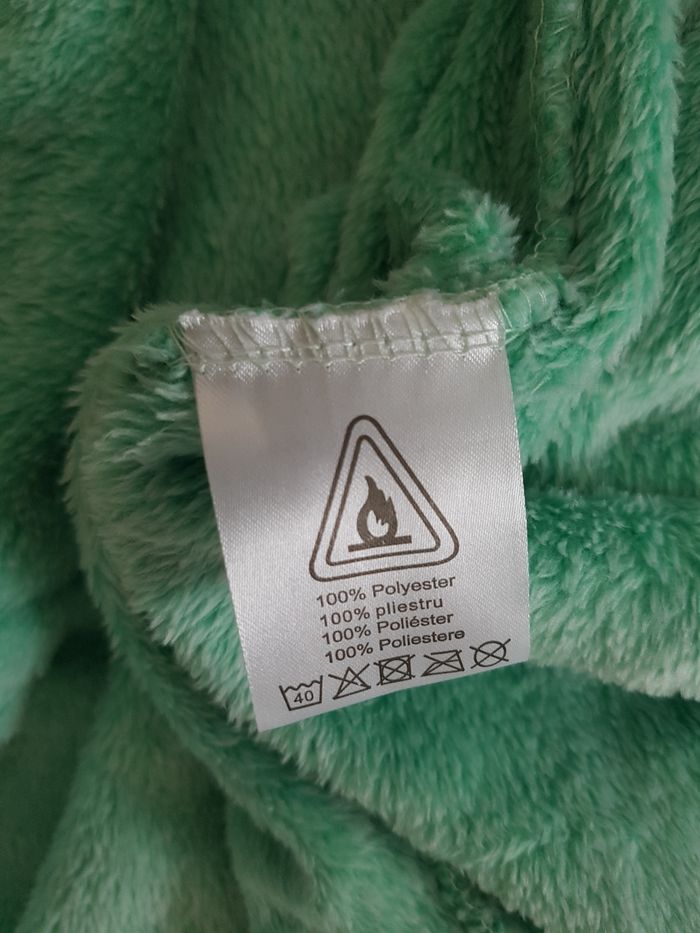 100% Polyester
100% pliestru
100% Poliéster
100% Poliestere
40